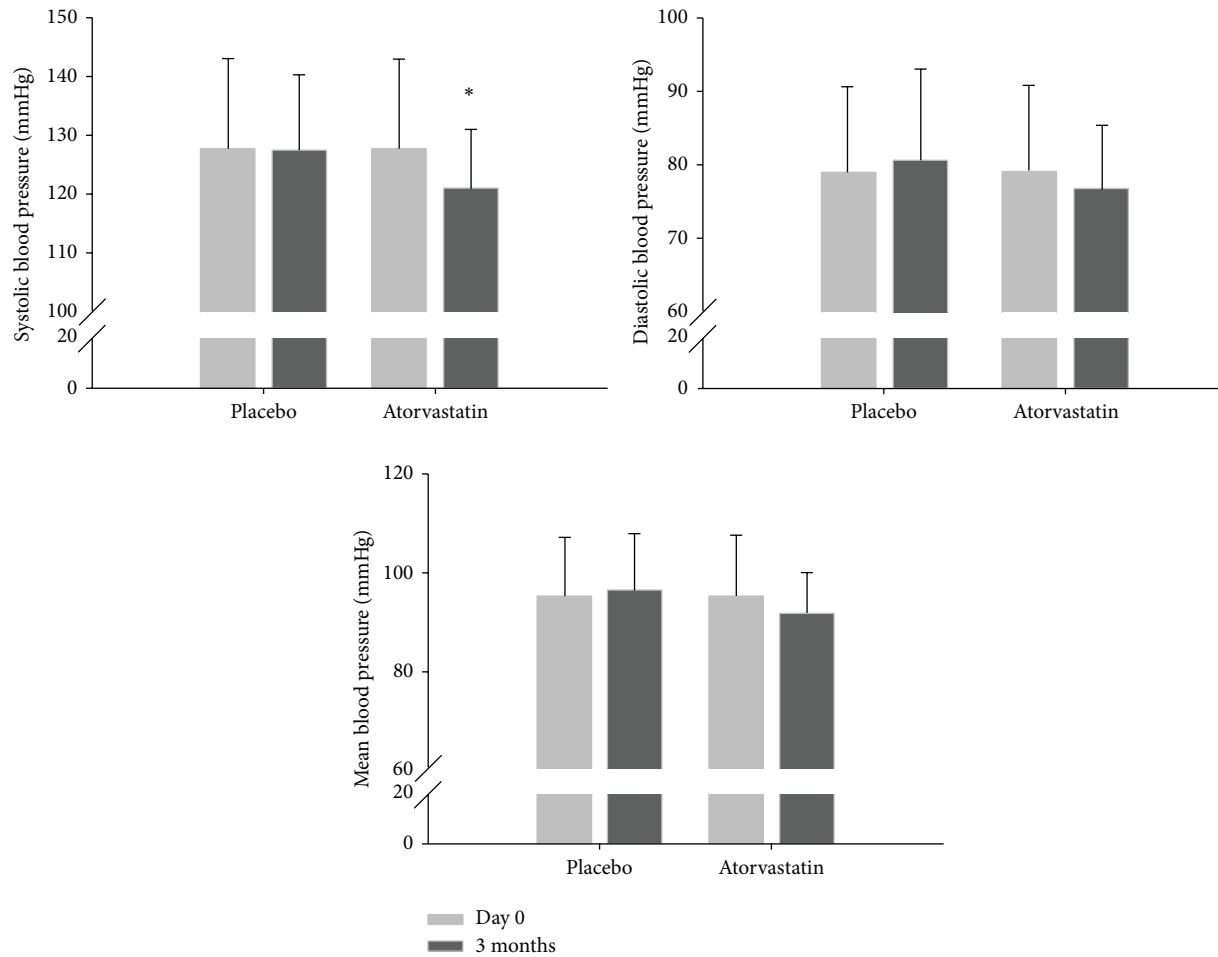 Systolic blood pressure (mmHg)
150
140
130
120
110
100
20
0
*
Placebo
Atorvastatin
Diastolic blood pressure (mmHg)
100
90
80
70
60
20
0
Placebo
Atorvastatin
Mean blood pressure (mmHg)
120
100
80
60
20
0
Placebo
Atorvastatin
Day 0
3 months